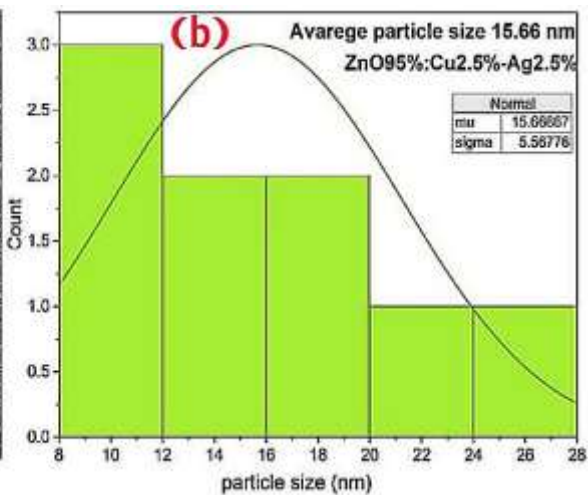 (b)
Avarege particle size 15.66 nm
ZnO95%:Cu2.5%-Ag2.5%
Normal
mu 15.66667
sigma 5.56776
3.0
2.5
2.0
1.5
1.0
0.5
0.0
Count
8 10 12 14 16 18 20 22 24 26 28
particle size (nm)